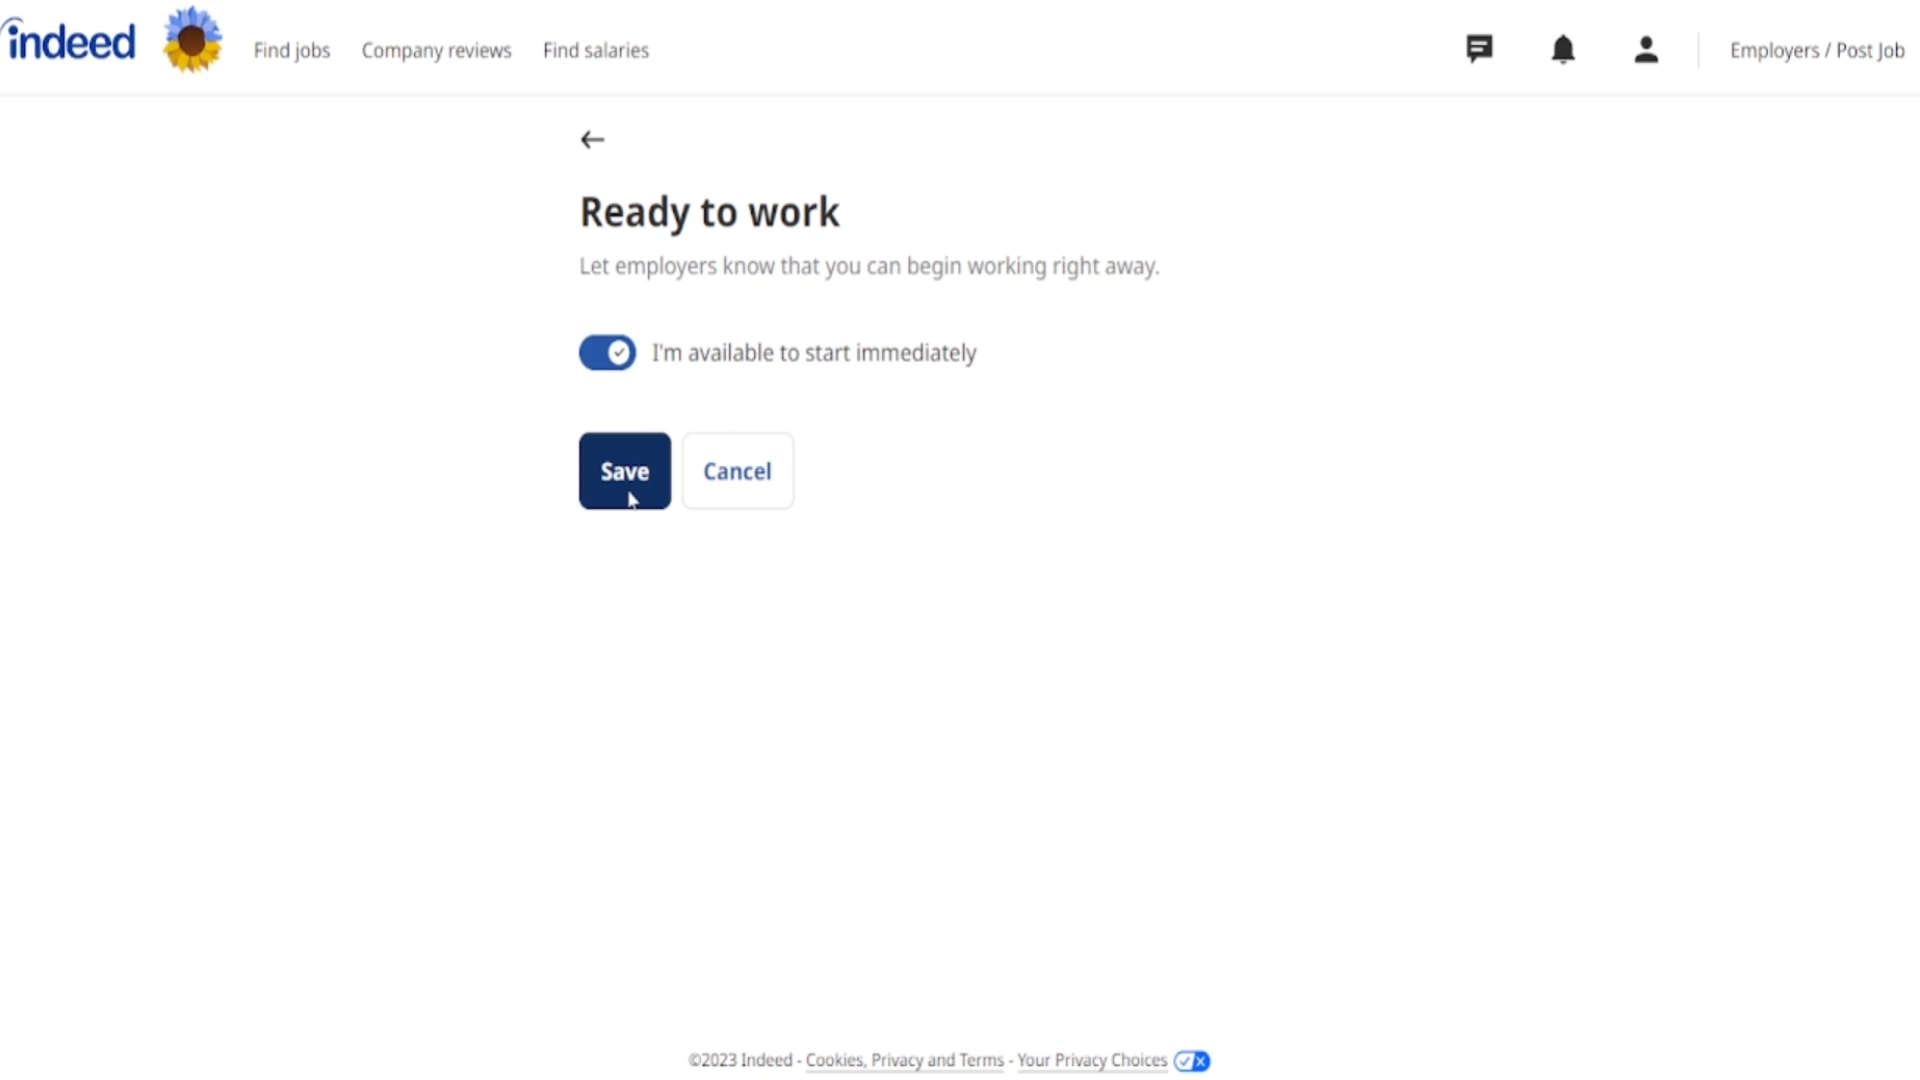 indeed
Find jobs
Company reviews
Find salaries
Employers / Post Job
Ready to work
Let employers know that you can begin working right away.
I'm available to start immediately
Save
Cancel
©2023 Indeed - Cookies, Privacy and Terms - Your Privacy Choices